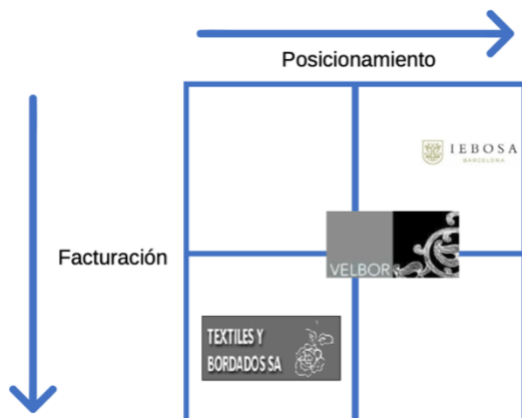 Posicionamiento
IEBOSA
BARCELONA
Facturación
VELBOR
TEXTILES Y
BORDADOS SA